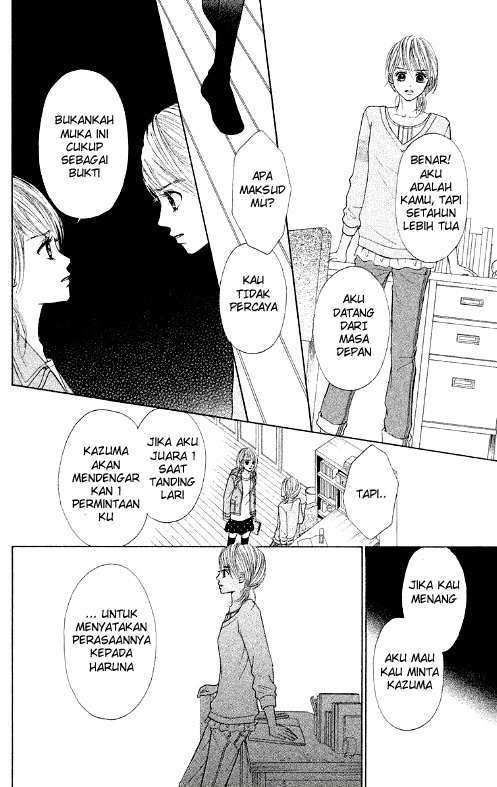 BENAR!
AKU
ADALAH
KAMU, TAPI
SETAHUN
LEBIH TUA
AKU
DATANG
DARI
MASA
DEPAN
APA
MAKSUD
MU?
KAU
TIDAK
PERCAYA
BUKANKAH
MUKA INI
CUKUP
SEBAGAI
BUKTI
TAPI..
JIKA AKU
JUARA 1
SAAT
TANDING
LARI
KAZUMA
AKAN
MENDENGAR
KAN 1
PERMINTAAN
KU
JIKA KAU
MENANG
AKU MAU
KAU MINTA
KAZUMA
... UNTUK
MENYATAKAN
PERASAANNYA
KEPADA
HARUNA